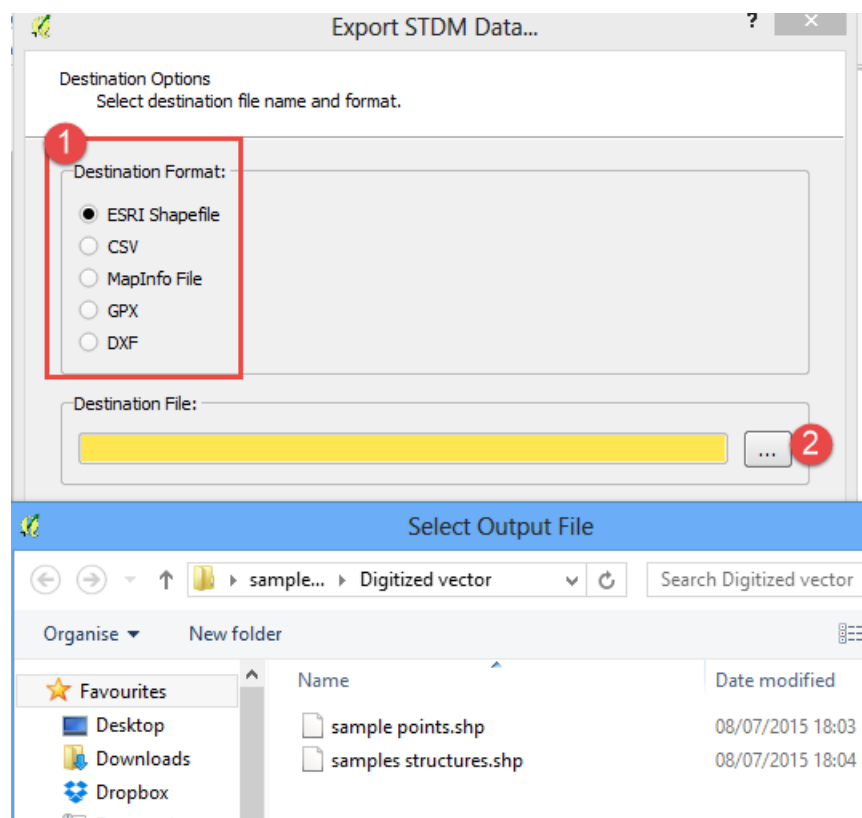 Export STDM Data...
?
×
Destination Options
Select destination file name and format.
1
Destination Format:
ESRI Shapefile
CSV
MapInfo File
GPX
DXF
Destination File:
...
2
Select Output File
sample... Digitized vector
Search Digitized vector
Organise
New folder
Favourites
Desktop
Downloads
Dropbox
Name
Date modified
sample points.shp
08/07/2015 18:03
samples structures.shp
08/07/2015 18:04